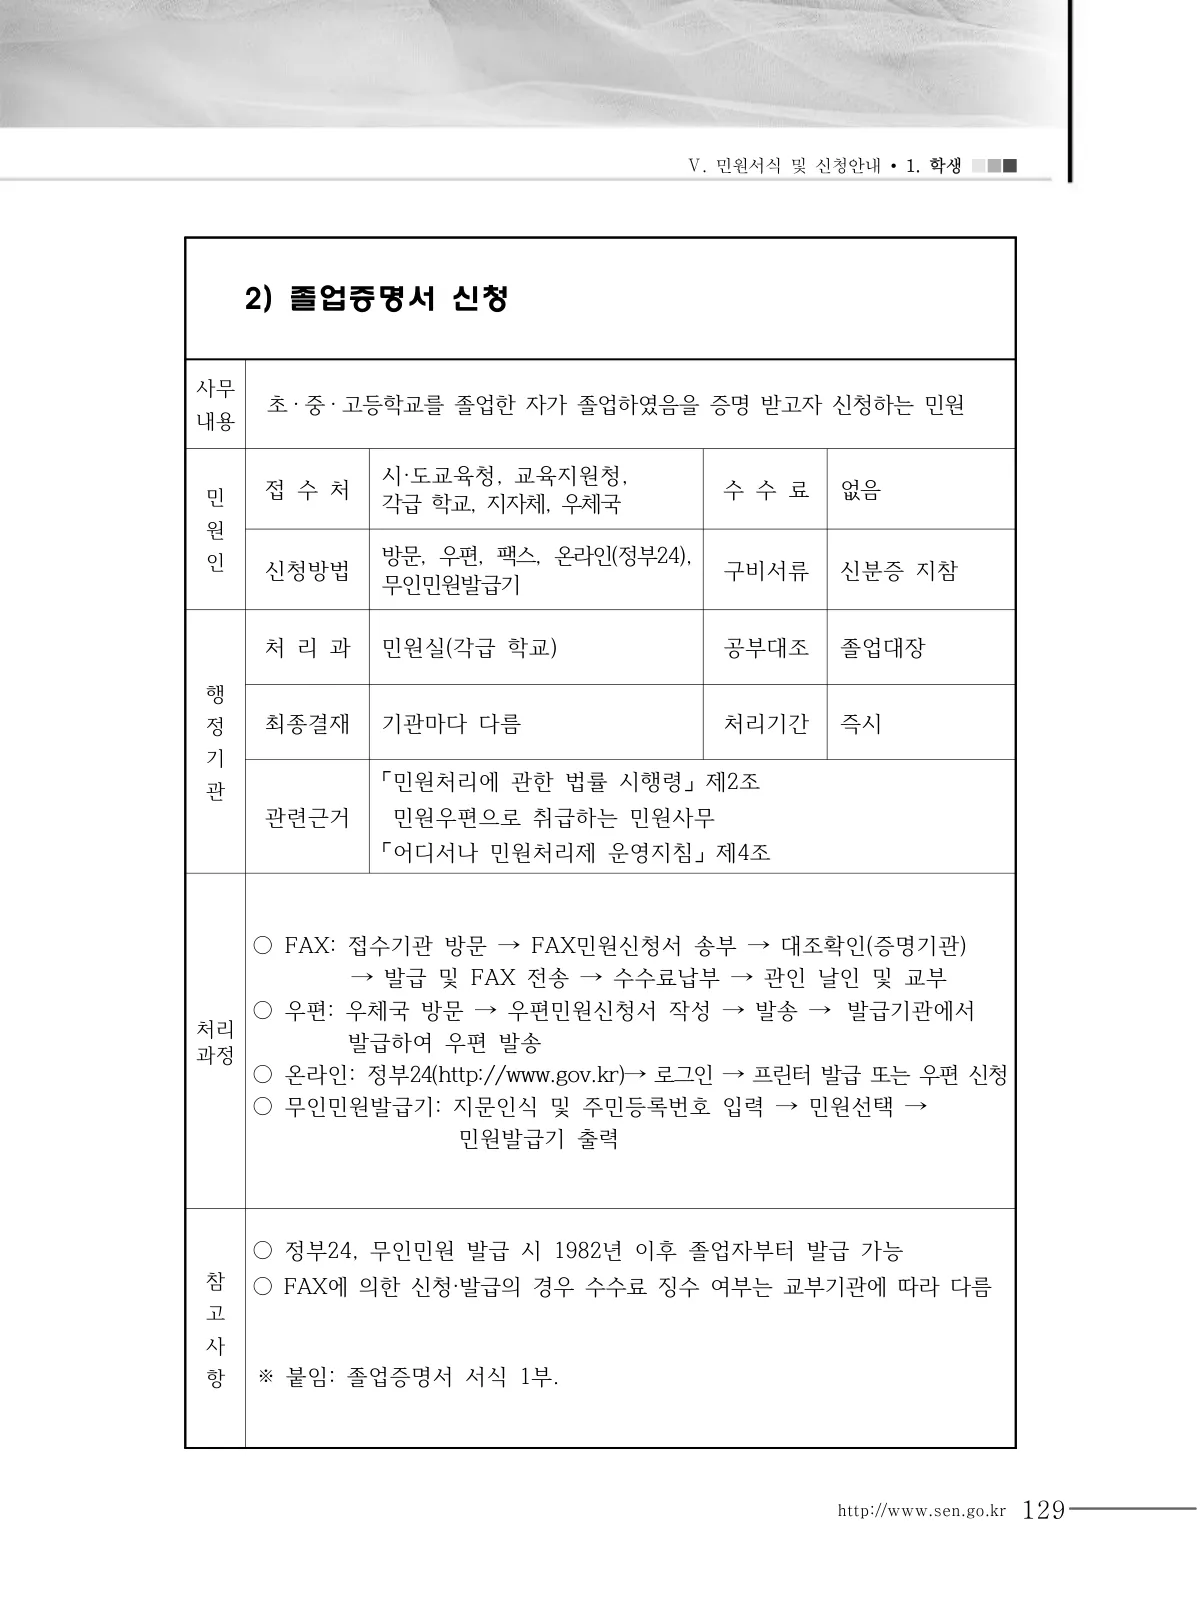 V. 민원서식 및 신청안내 • 1. 학생
2) 졸업증명서 신청
사무
내용
초·중·고등학교를 졸업한 자가 졸업하였음을 증명 받고자 신청하는 민원
민
원
인
접 수 처
시·도교육청, 교육지원청,
각급 학교, 지자체, 우체국
수 수 료
없음
신청방법
방문, 우편, 팩스, 온라인(정부24),
무인민원발급기
구비서류
신분증 지참
행
정
기
관
처 리 과
민원실(각급 학교)
공부대조
졸업대장
최종결재
기관마다 다름
처리기간
즉시
관련근거
「민원처리에 관한 법률 시행령」제2조
민원우편으로 취급하는 민원사무
「어디서나 민원처리제 운영지침」제4조
처리
과정
○ FAX: 접수기관 방문 → FAX민원신청서 송부 → 대조확인(증명기관)
→ 발급 및 FAX 전송 → 수수료납부 → 관인 날인 및 교부
○ 우편: 우체국 방문 → 우편민원신청서 작성 → 발송 → 발급기관에서
발급하여 우편 발송
○ 온라인: 정부24(http://www.gov.kr)→ 로그인 → 프린터 발급 또는 우편 신청
○ 무인민원발급기: 지문인식 및 주민등록번호 입력 → 민원선택 →
민원발급기 출력
참
고
사
항
○ 정부24, 무인민원 발급 시 1982년 이후 졸업자부터 발급 가능
○ FAX에 의한 신청·발급의 경우 수수료 징수 여부는 교부기관에 따라 다름
※ 붙임: 졸업증명서 서식 1부.
http://www.sen.go.kr 129